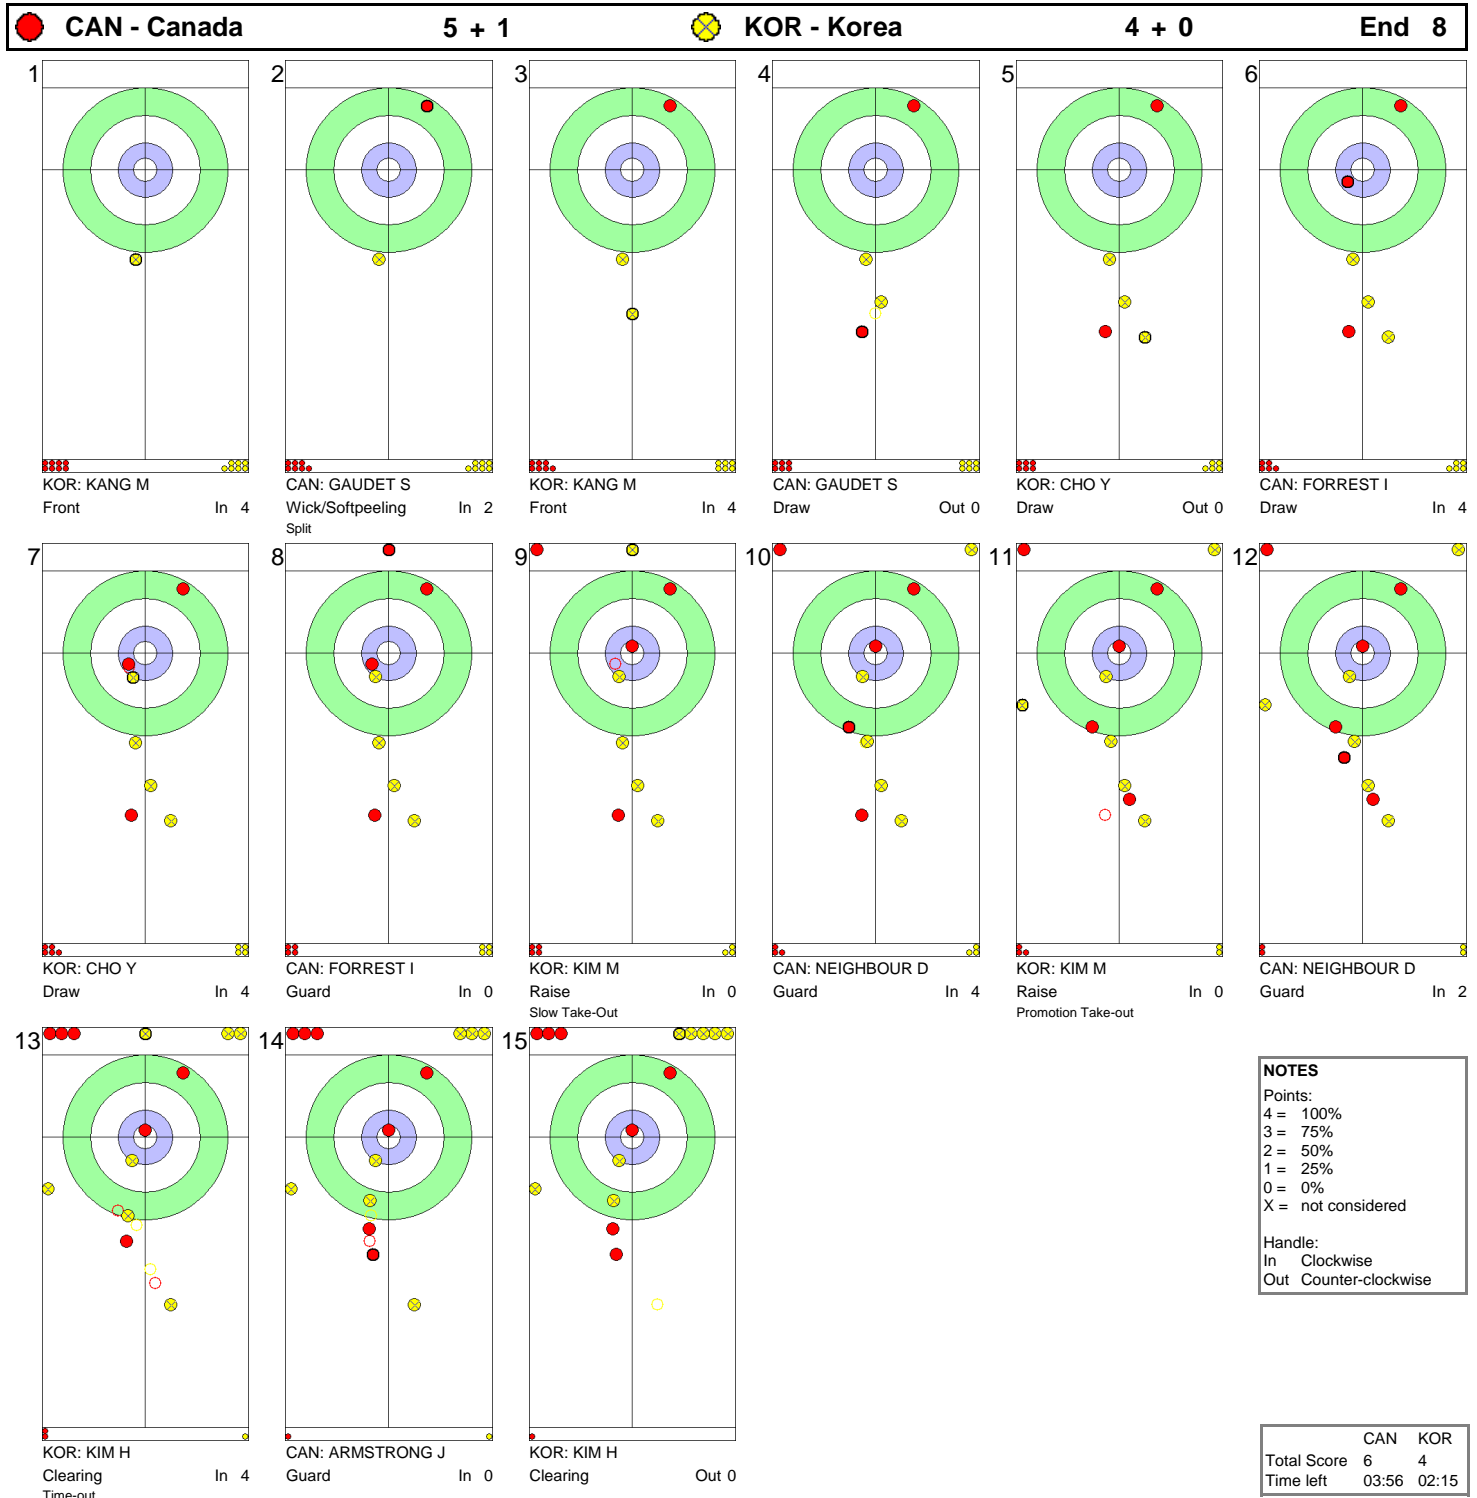 CAN - Canada 5 + 1 KOR - Korea 4 + 0 End 8
1 2 3 4 5 6
KOR: KANG M CAN: GAUDET S KOR: KANG M CAN: GAUDET S KOR: CHO Y CAN: FORREST I
Front In 4 Wick/Softpeeling In 2 Front In 4 Draw Out 0 Draw Out 0 Draw In 4
Split
7 8 9 10 11 12
KOR: CHO Y CAN: FORREST I KOR: KIM M CAN: NEIGHBOUR D KOR: KIM M CAN: NEIGHBOUR D
Draw In 4 Guard In 0 Raise In 0 Guard In 4 Raise In 0 Guard In 2
Slow Take-Out Promotion Take-out
13 14 15
KOR: KIM H CAN: ARMSTRONG J KOR: KIM H
Clearing In 4 Guard In 0 Clearing Out 0
Time-out
NOTES
Points:
4 = 100%
3 = 75%
2 = 50%
1 = 25%
0 = 0%
X = not considered
Handle:
In Clockwise
Out Counter-clockwise
CAN KOR
Total Score 6 4
Time left 03:56 02:15